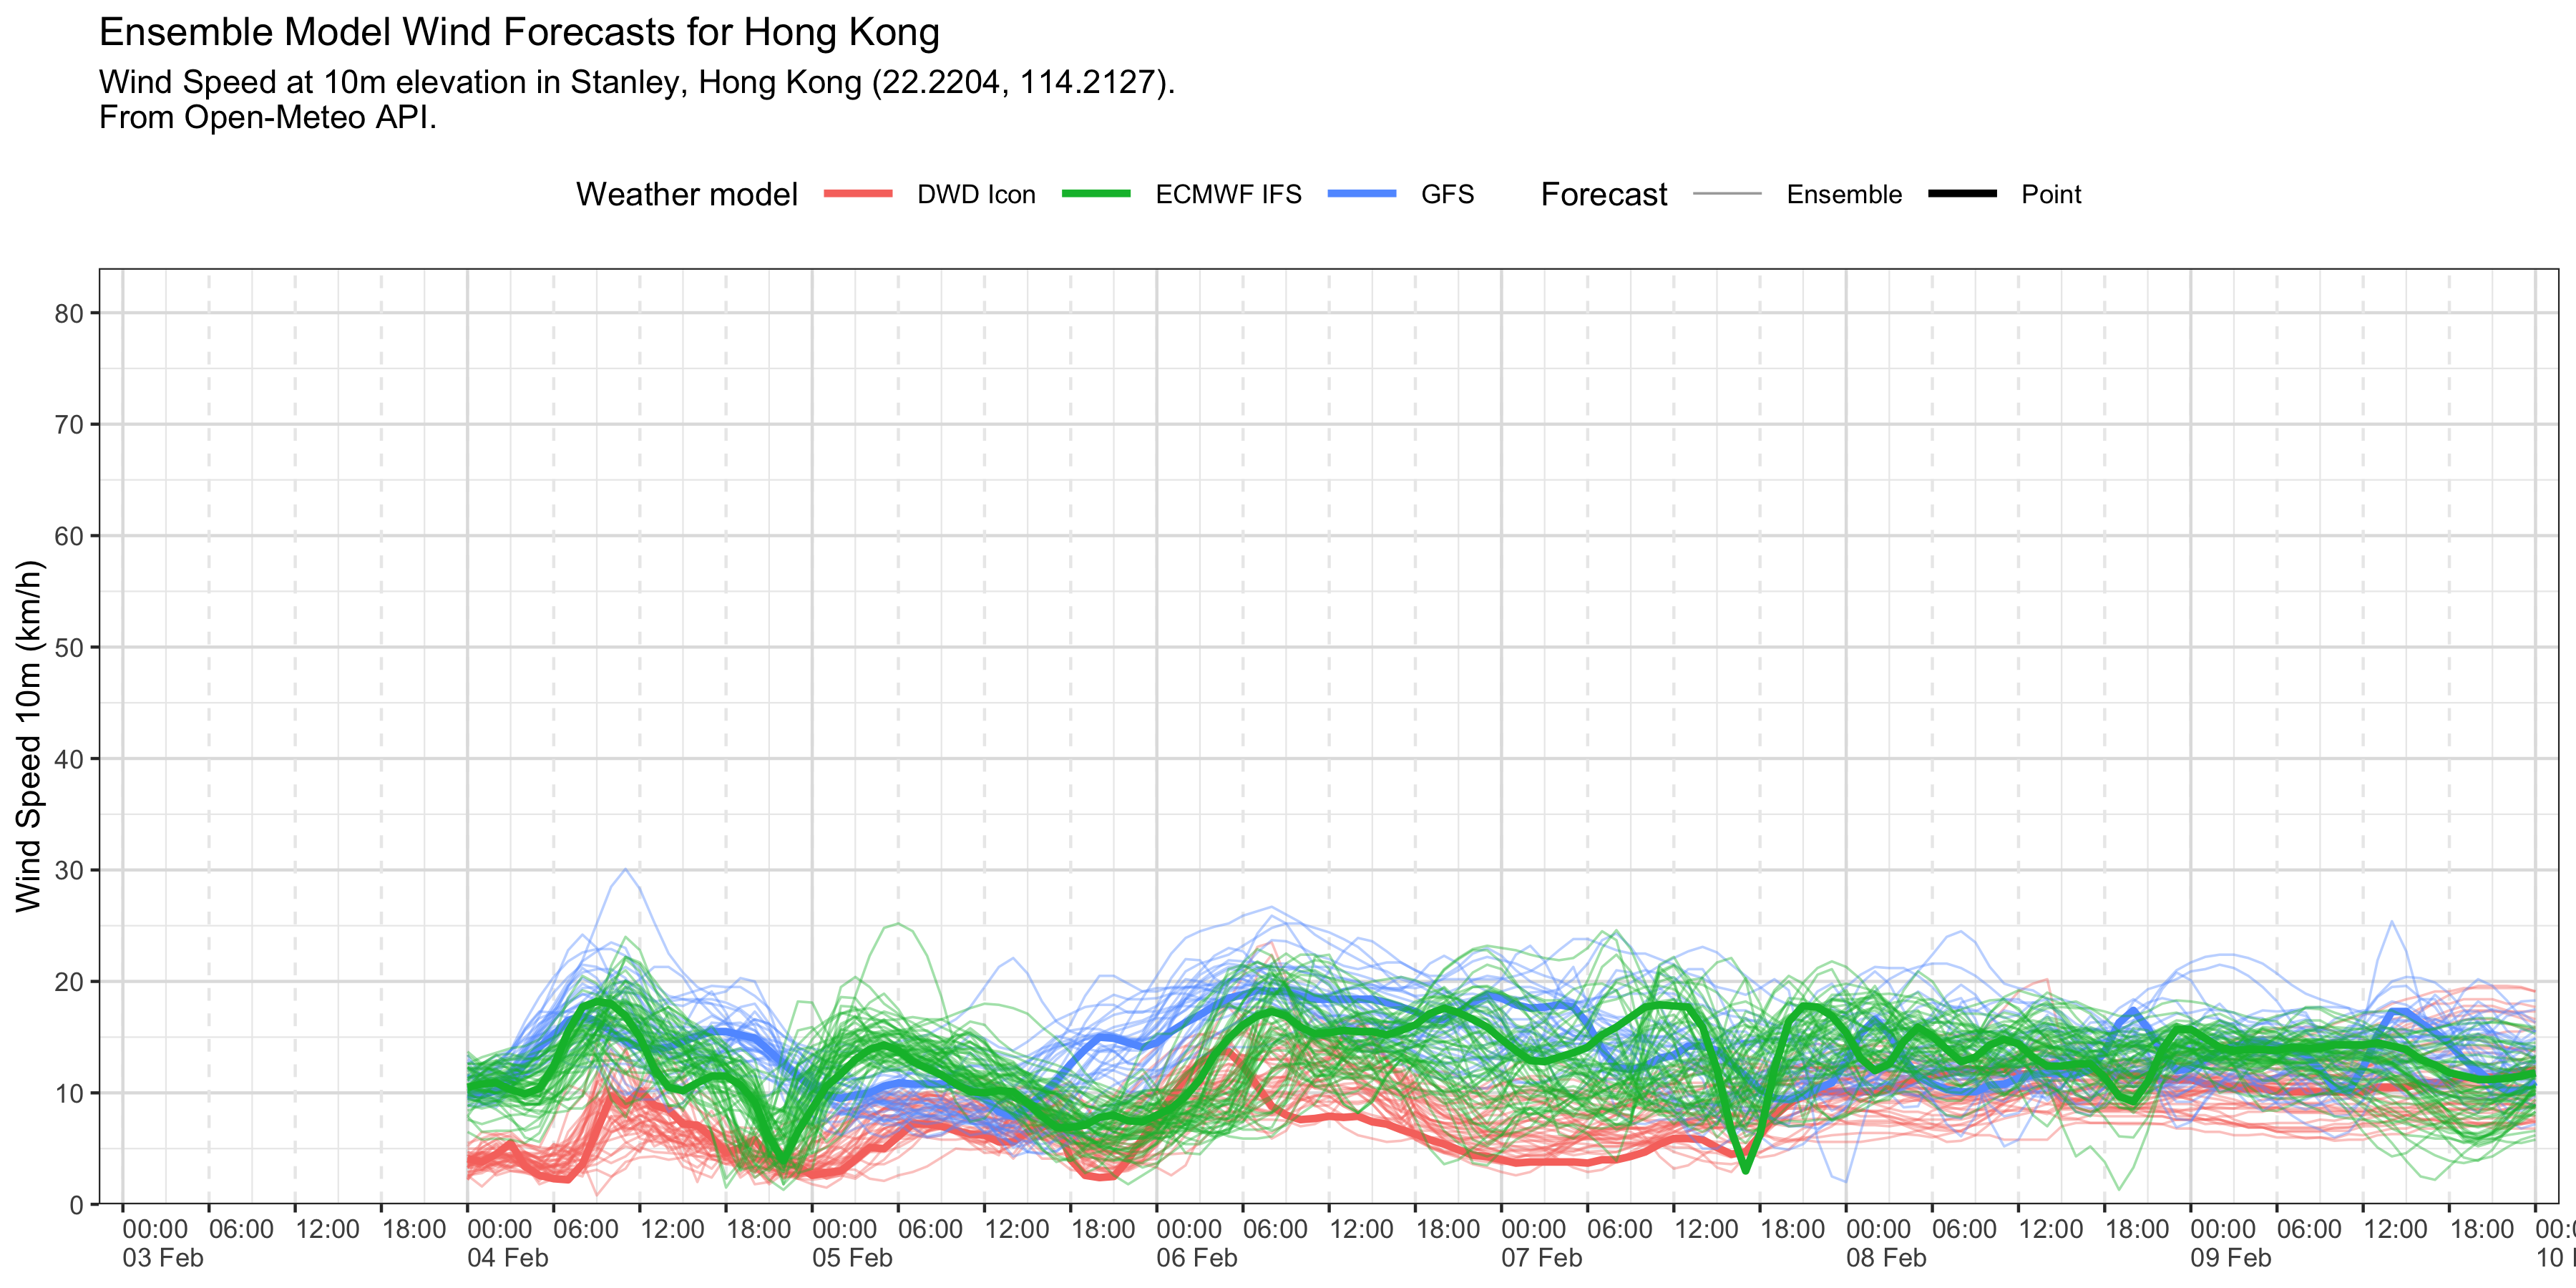 Ensemble Model Wind Forecasts for Hong Kong
Wind Speed at 10m elevation in Stanley, Hong Kong (22.2204, 114.2127).
From Open-Meteo API.
Weather model DWD Icon ECMWF IFS GFS Forecast Ensemble Point
Wind Speed 10m (km/h)
80
70
60
50
40
30
20
10
0
00:00 06:00 12:00 18:00 00:00 06:00 12:00 18:00 00:00 06:00 12:00 18:00 00:00 06:00 12:00 18:00 00:00 06:00 12:00 18:00 00:00 06:00 12:00 18:00 00:00 06:00 12:00 18:00
03 Feb 04 Feb 05 Feb 06 Feb 07 Feb 08 Feb 09 Feb 10